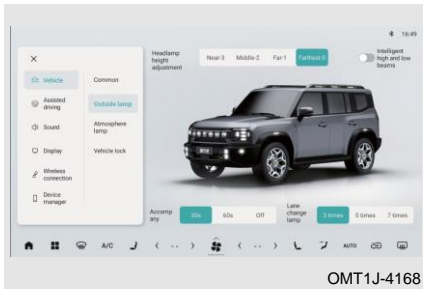 16:49
Headlamp
height
adjustment
Near·3 Middle·2 Far·1 Farthest·0
Intelligent
high and low
beams
Vehicle
Assisted
driving
Sound
Display
Wireless
connection
Device
manager
Common
Outside lamp
Atmosphere
lamp
Vehicle lock
Accomp
any
30s 60s Off
Lane
change
lamp
3 times 5 times 7 times
A/C
AUTO
OMT1J-4168